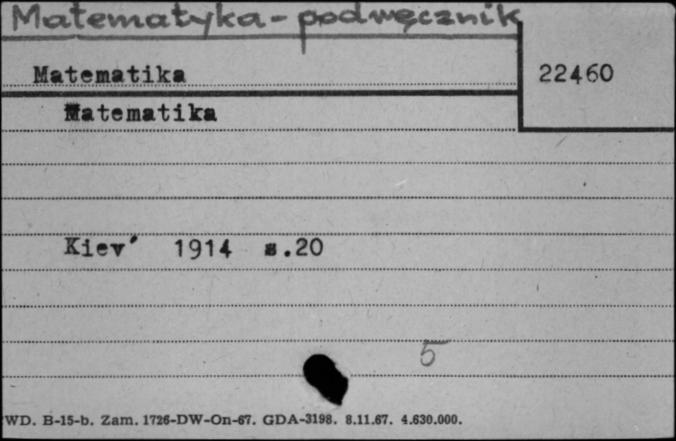 Matematyka - podręcznik
Matematika
22460
Matematika
Kiev' 1914 s.20
5
WD. B-15-b. Zam. 1726-DW-On-67. GDA-3198. 8.11.67. 4.630.000.